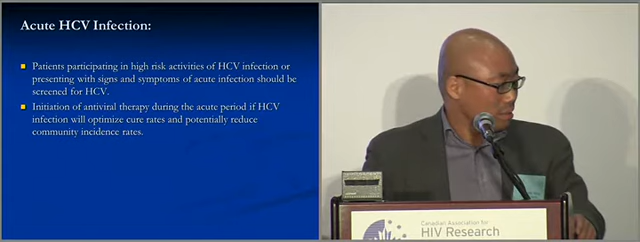 Acute HCV Infection:
Patients participating in high risk activities of HCV infection or
presenting with signs and symptoms of acute infection should be
screened for HCV.
Initiation of antiviral therapy during the acute period if HCV
infection will optimize cure rates and potentially reduce
community incidence rates.
Canadian Association for
HIV Research